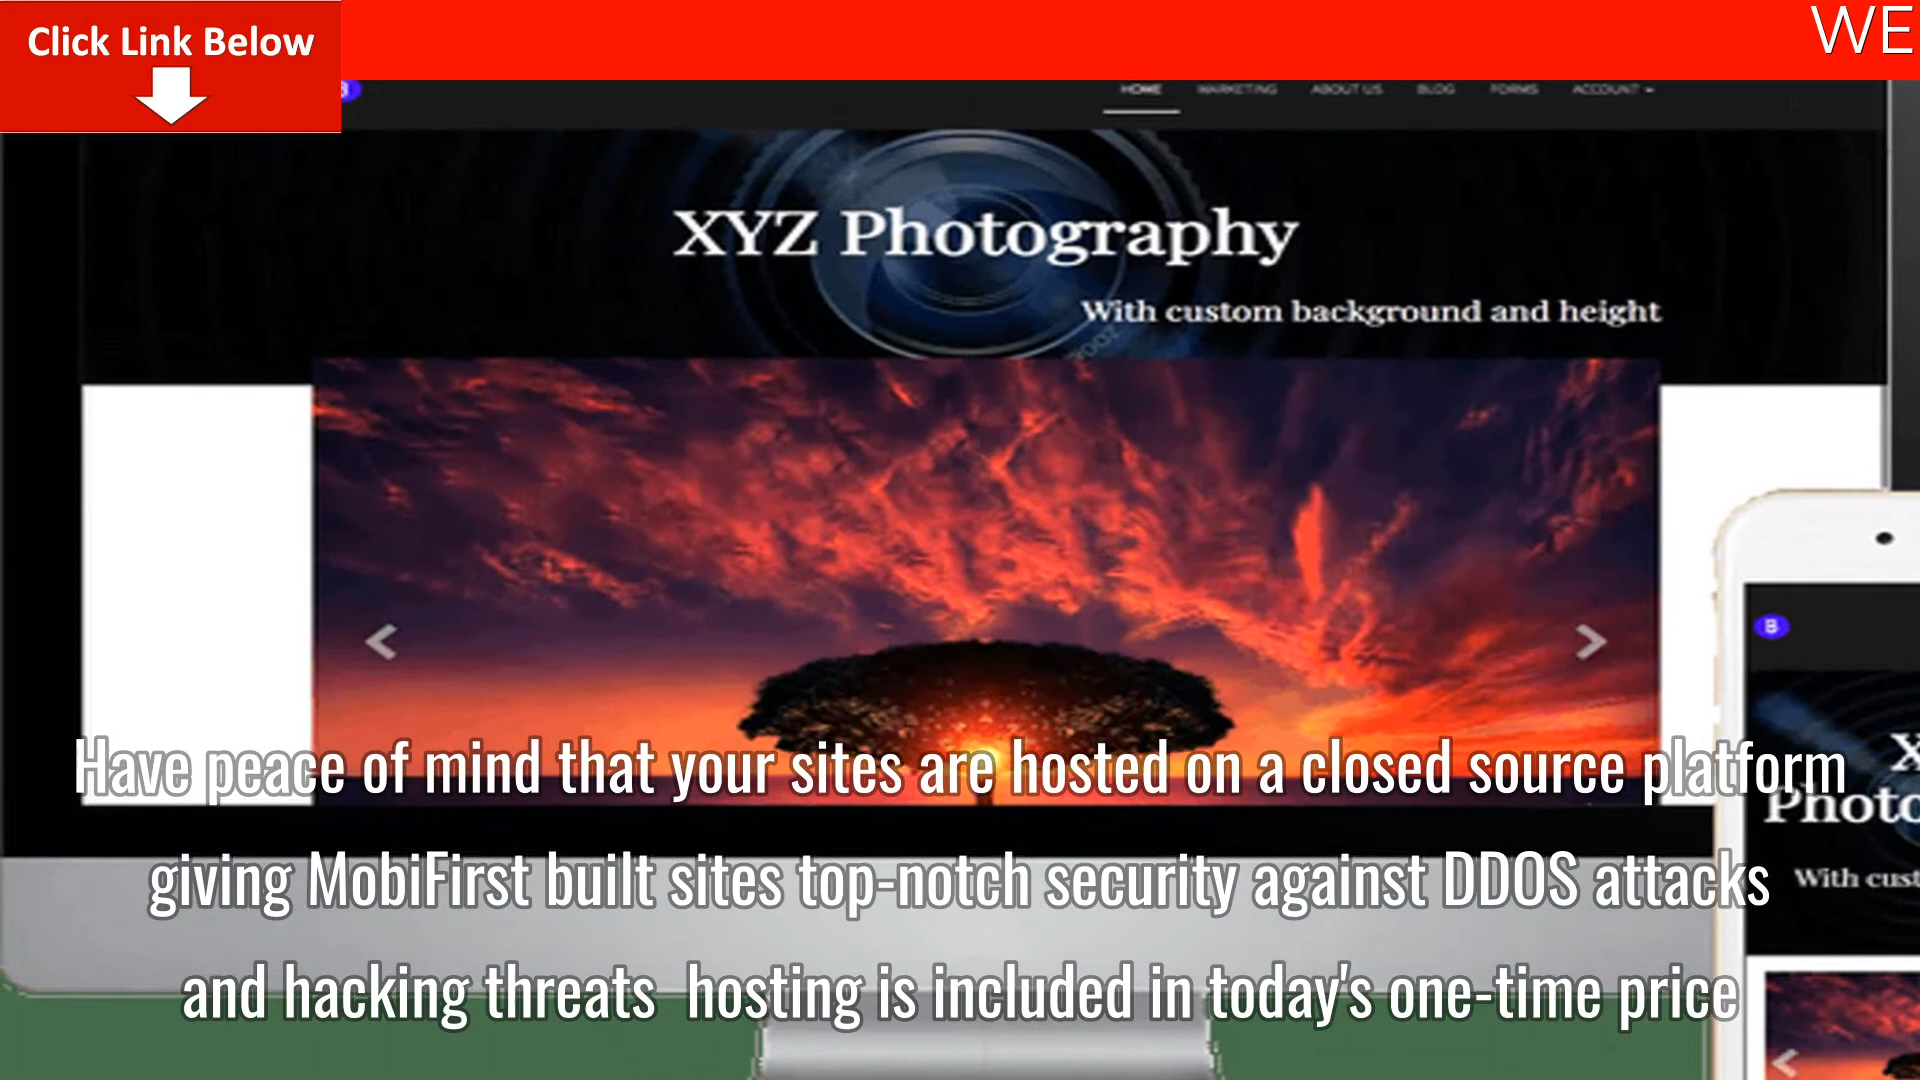 Click Link Below
WE
B
HOME MARKETING ABOUT US BLOG FORMS ACCOUNT
XYZ Photography
With custom background and height
B
X
Photo
With cust
Have peace of mind that your sites are hosted on a closed source platform
giving MobiFirst built sites top-notch security against DDOS attacks
and hacking threats hosting is included in today's one-time price